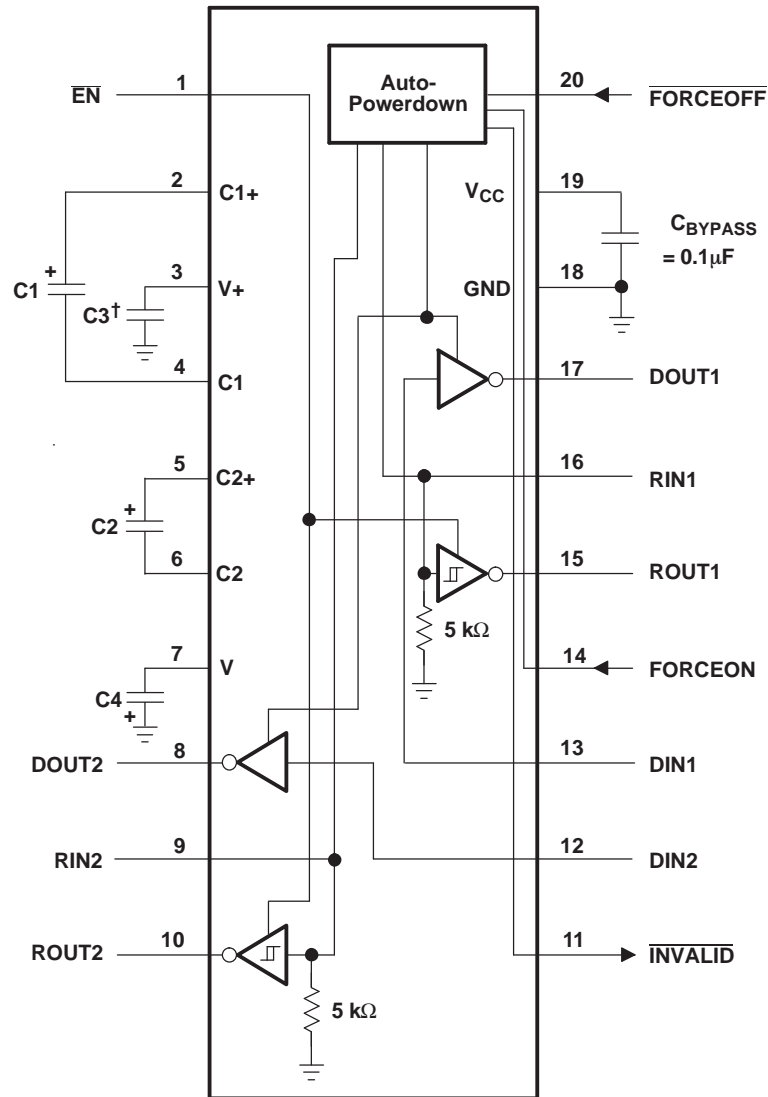 Auto-
Powerdown
EN̅ 1
20 F̅O̅R̅C̅E̅O̅F̅F̅
2 C1+
VCC 19
CBYPASS
= 0.1µF
C1 +
3 V+
C3†
GND 18
4 C1
17 DOUT1
5 C2+
16 RIN1
C2 +
6 C2
15 ROUT1
5 kΩ
7 V
14 FORCEON
C4 +
DOUT2 8
13 DIN1
RIN2 9
12 DIN2
ROUT2 10
11 I̅N̅V̅A̅L̅I̅D̅
5 kΩ